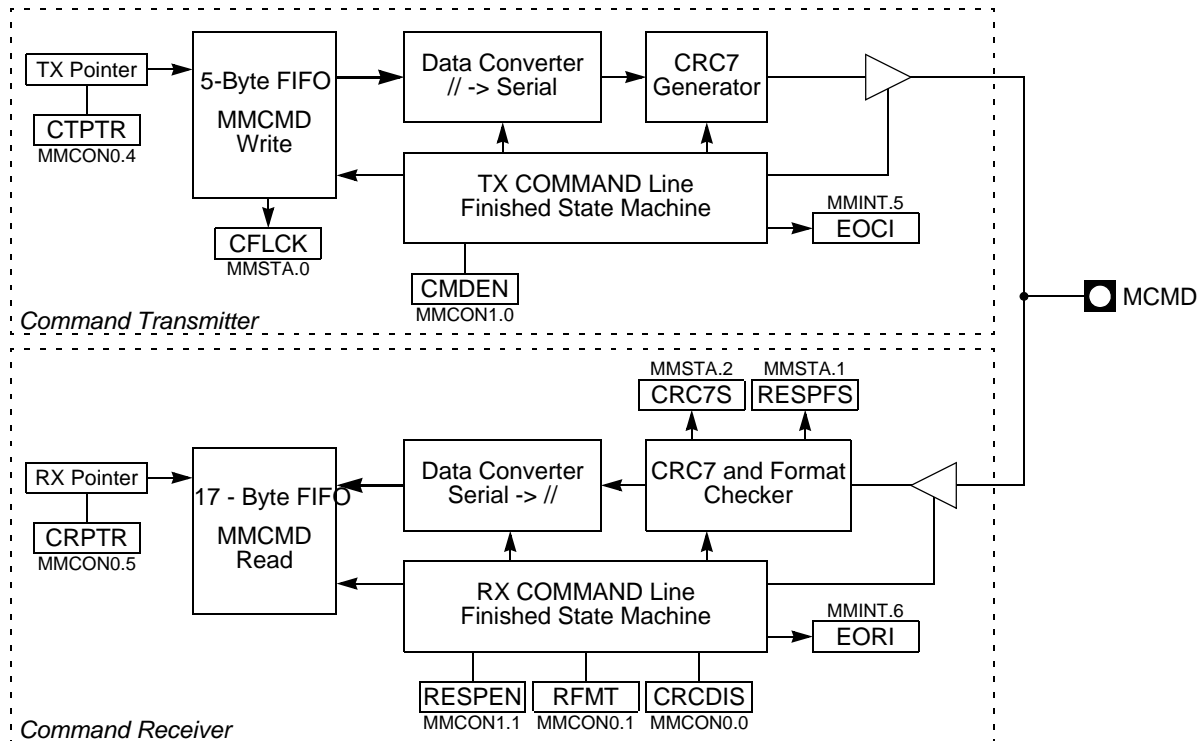 TX Pointer
CTPTR
MMCON0.4
5-Byte FIFO
MMCMD
Write
CFLCK
MMSTA.0
Data Converter
// -> Serial
CRC7
Generator
TX COMMAND Line
Finished State Machine
CMDEN
MMCON1.0
MMINT.5
EOCI
Command Transmitter
MCMD
MMSTA.2
CRC7S
MMSTA.1
RESPFS
RX Pointer
CRPTR
MMCON0.5
17 - Byte FIFO
MMCMD
Read
Data Converter
Serial -> //
CRC7 and Format
Checker
RX COMMAND Line
Finished State Machine
MMINT.6
EORI
RESPEN
MMCON1.1
RFMT
MMCON0.1
CRCDIS
MMCON0.0
Command Receiver